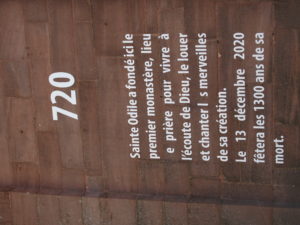 720
Sainte Odile a fondé ici le
premier monastère, lieu
e prière pour vivre à
l'écoute de Dieu, le louer
et chanter l s merveilles
de sa création.
Le 13 décembre 2020
fêtera les 1300 ans de sa
mort.